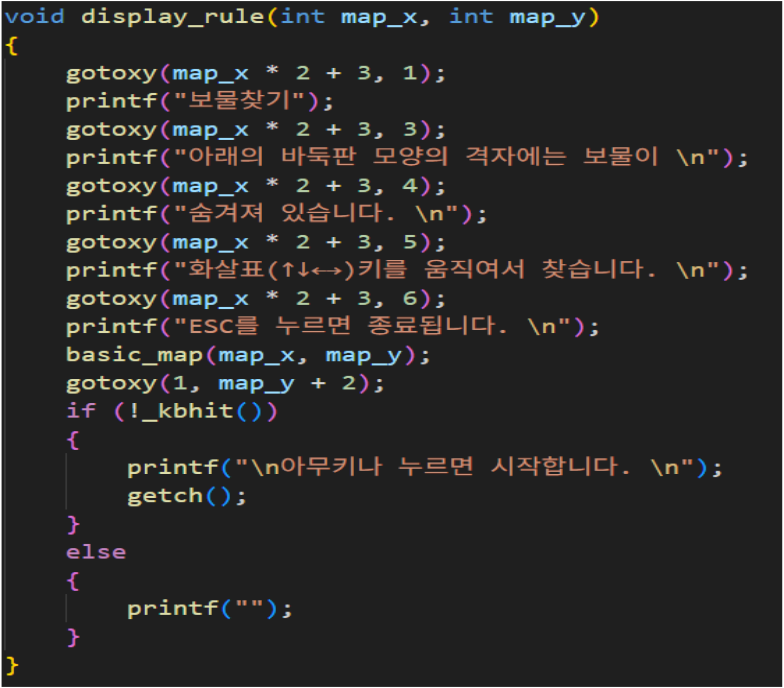 void display_rule(int map_x, int map_y)
{
    gotoxy(map_x * 2 + 3, 1);
    printf("보물찾기");
    gotoxy(map_x * 2 + 3, 3);
    printf("아래의 바둑판 모양의 격자에는 보물이 \n");
    gotoxy(map_x * 2 + 3, 4);
    printf("숨겨져 있습니다. \n");
    gotoxy(map_x * 2 + 3, 5);
    printf("화살표(↑↓←→)키를 움직여서 찾습니다. \n");
    gotoxy(map_x * 2 + 3, 6);
    printf("ESC를 누르면 종료됩니다. \n");
    basic_map(map_x, map_y);
    gotoxy(1, map_y + 2);
    if (!_kbhit())
    {
        printf("\n아무키나 누르면 시작합니다. \n");
        getch();
    }
    else
    {
        printf("");
    }
}